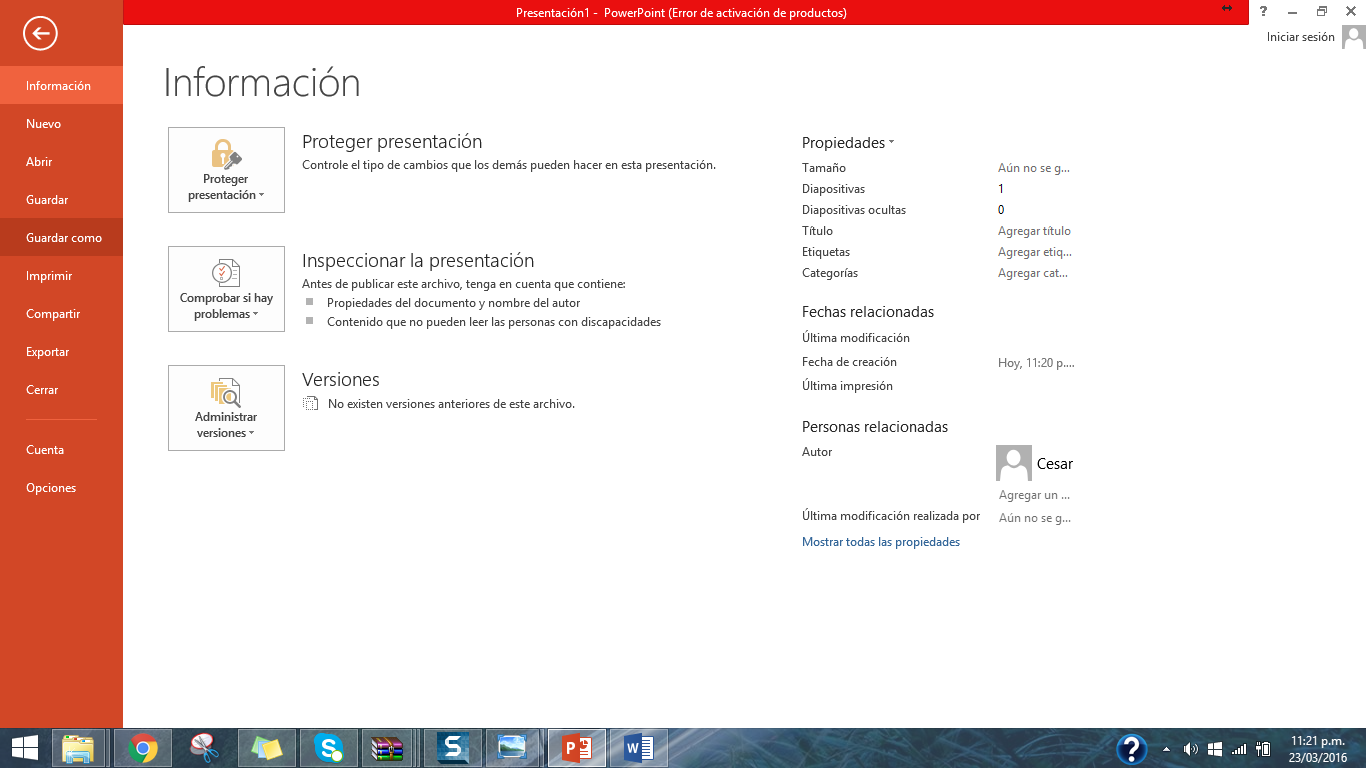 Presentación1 - PowerPoint (Error de activación de productos)
?
Iniciar sesión
Información
Nuevo
Abrir
Guardar
Guardar como
Imprimir
Compartir
Exportar
Cerrar
Cuenta
Opciones
Información
Proteger presentación
Proteger presentación
Controle el tipo de cambios que los demás pueden hacer en esta presentación.
Comprobar si hay problemas
Inspeccionar la presentación
Antes de publicar este archivo, tenga en cuenta que contiene:
Propiedades del documento y nombre del autor
Contenido que no pueden leer las personas con discapacidades
Administrar versiones
Versiones
No existen versiones anteriores de este archivo.
Propiedades
Tamaño Aún no se g...
Diapositivas 1
Diapositivas ocultas 0
Título Agregar título
Etiquetas Agregar etiq...
Categorías Agregar cat...
Fechas relacionadas
Última modificación
Fecha de creación Hoy, 11:20 p....
Última impresión
Personas relacionadas
Autor Cesar
Agregar un ...
Última modificación realizada por Aún no se g...
Mostrar todas las propiedades
11:21 p.m.
23/03/2016